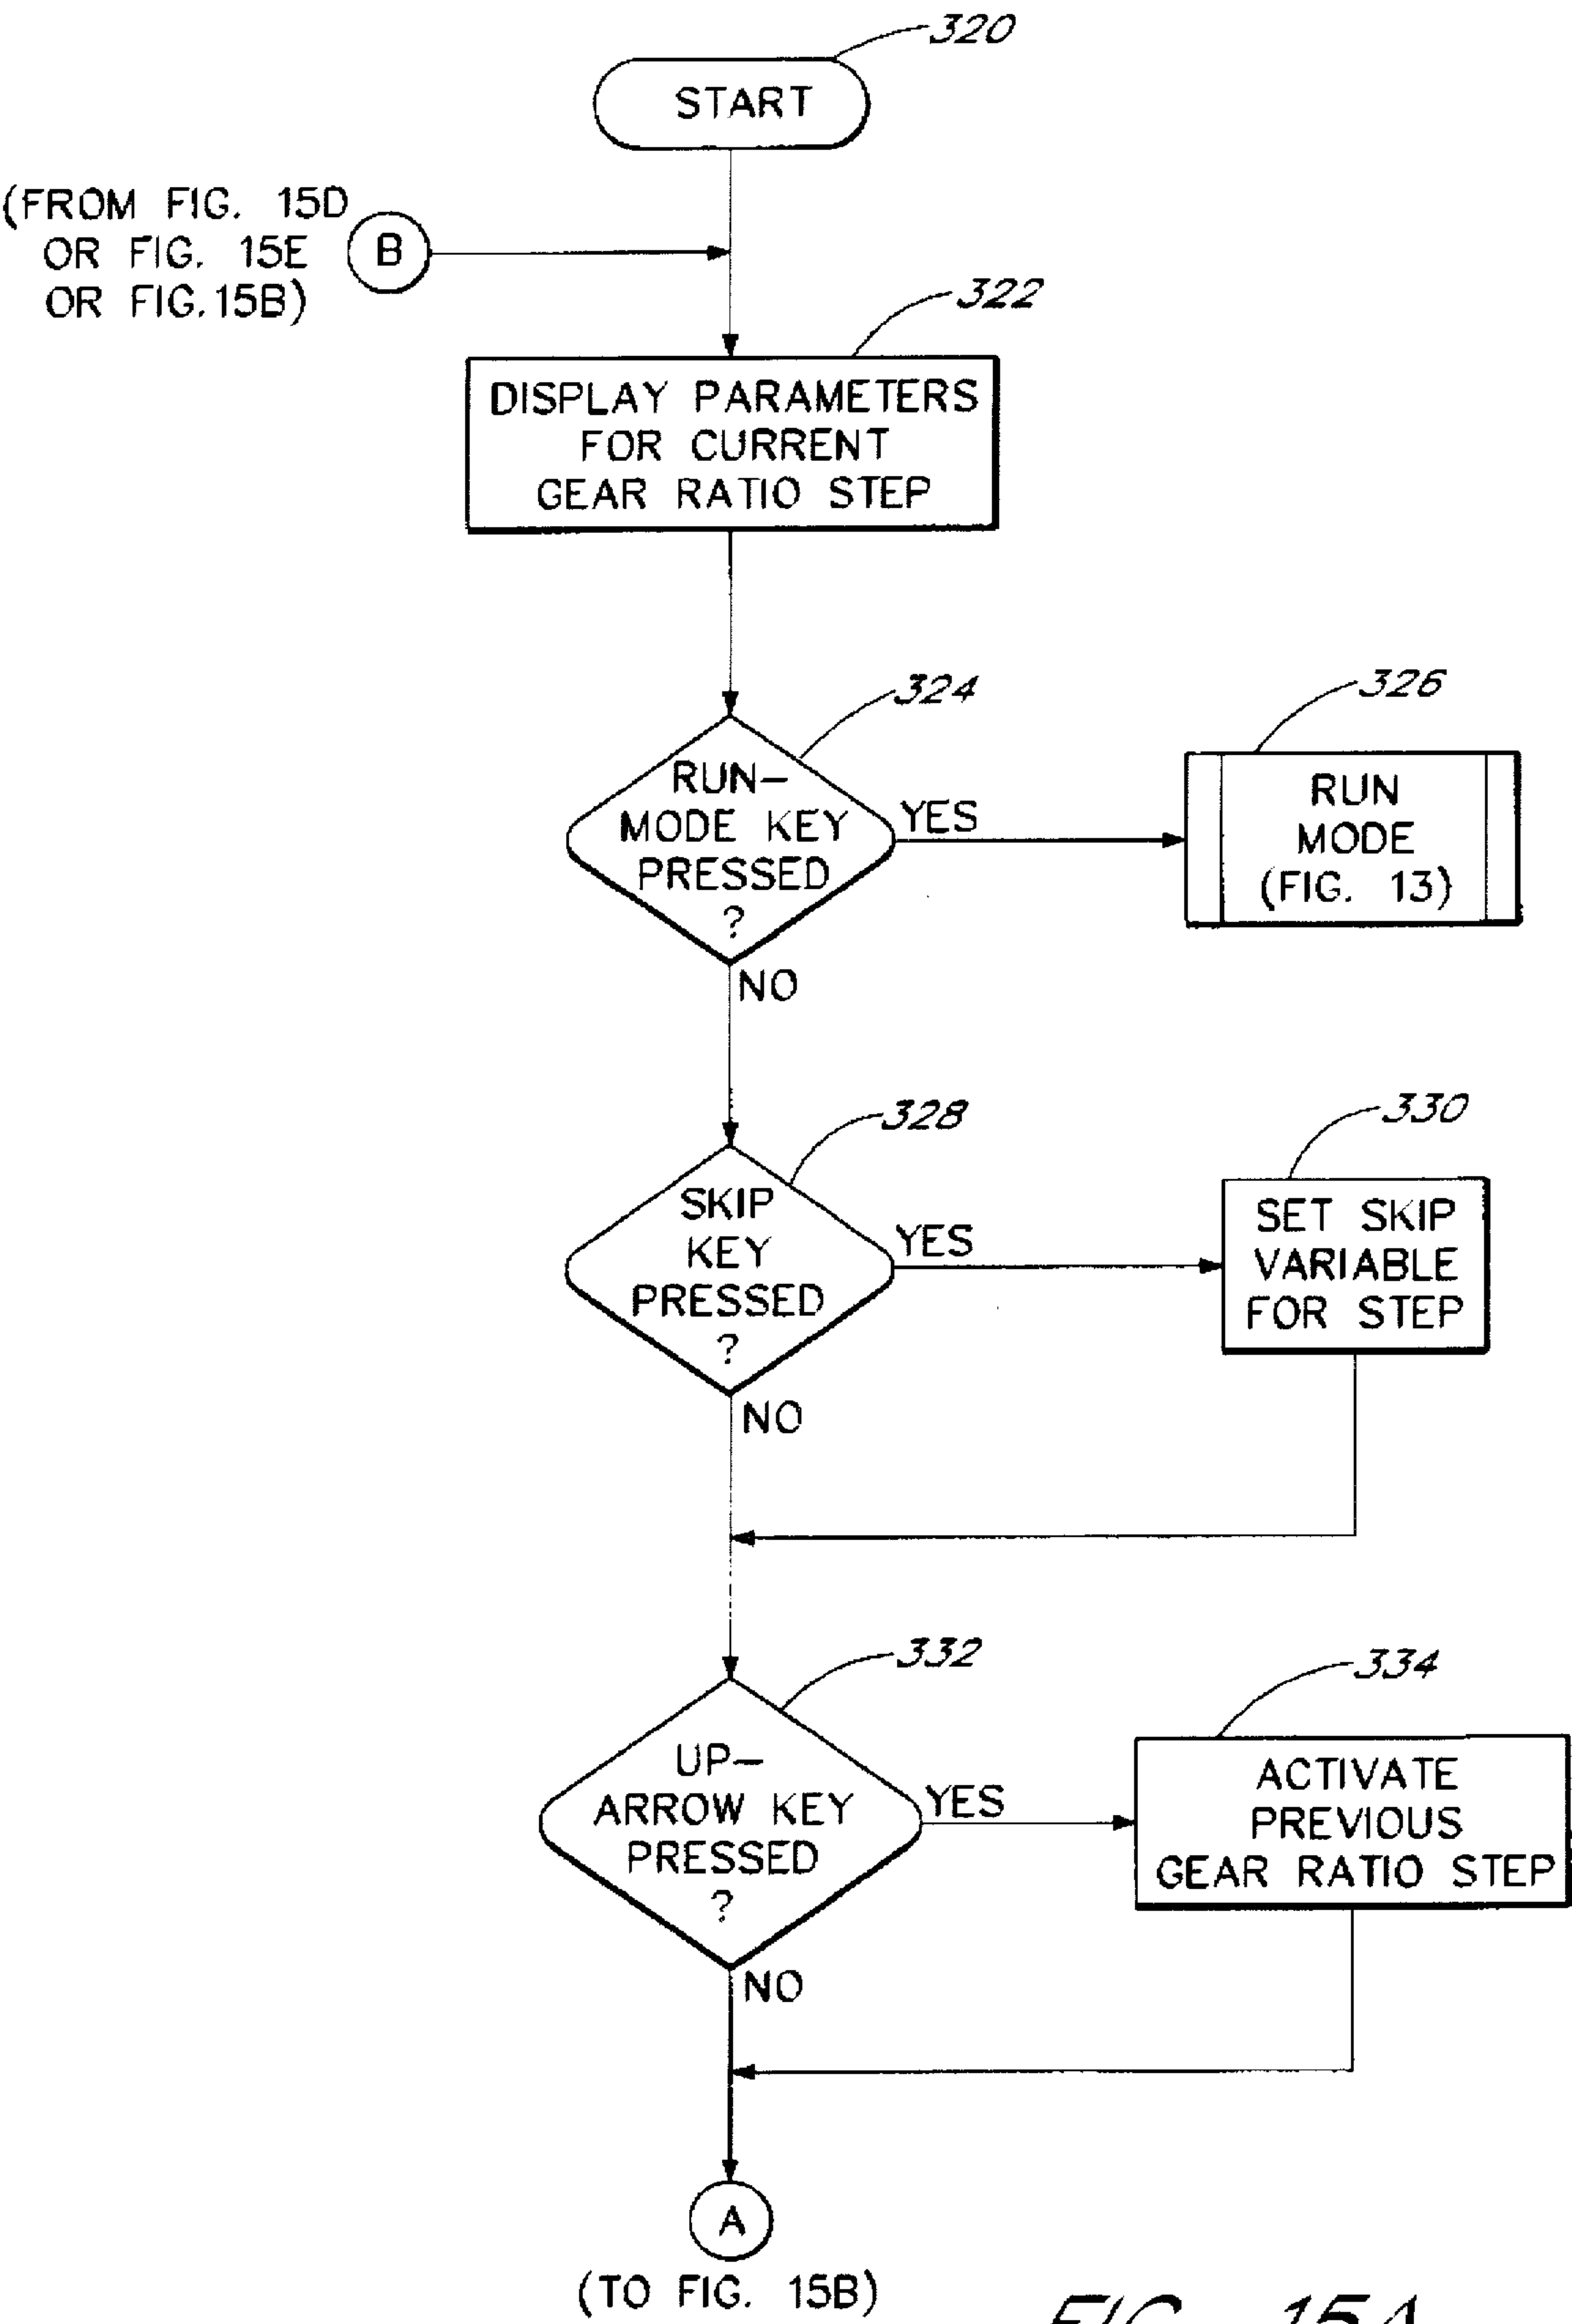 320
START
(FROM FIG. 15D
OR FIG. 15E
OR FIG.15B)
B
322
DISPLAY PARAMETERS
FOR CURRENT
GEAR RATIO STEP
324
RUN-
MODE KEY
PRESSED
?
YES
326
RUN
MODE
(FIG. 13)
NO
328
SKIP
KEY
PRESSED
?
YES
330
SET SKIP
VARIABLE
FOR STEP
NO
332
UP-
ARROW KEY
PRESSED
?
YES
334
ACTIVATE
PREVIOUS
GEAR RATIO STEP
NO
A
(TO FIG. 15B)
FIG. 15A